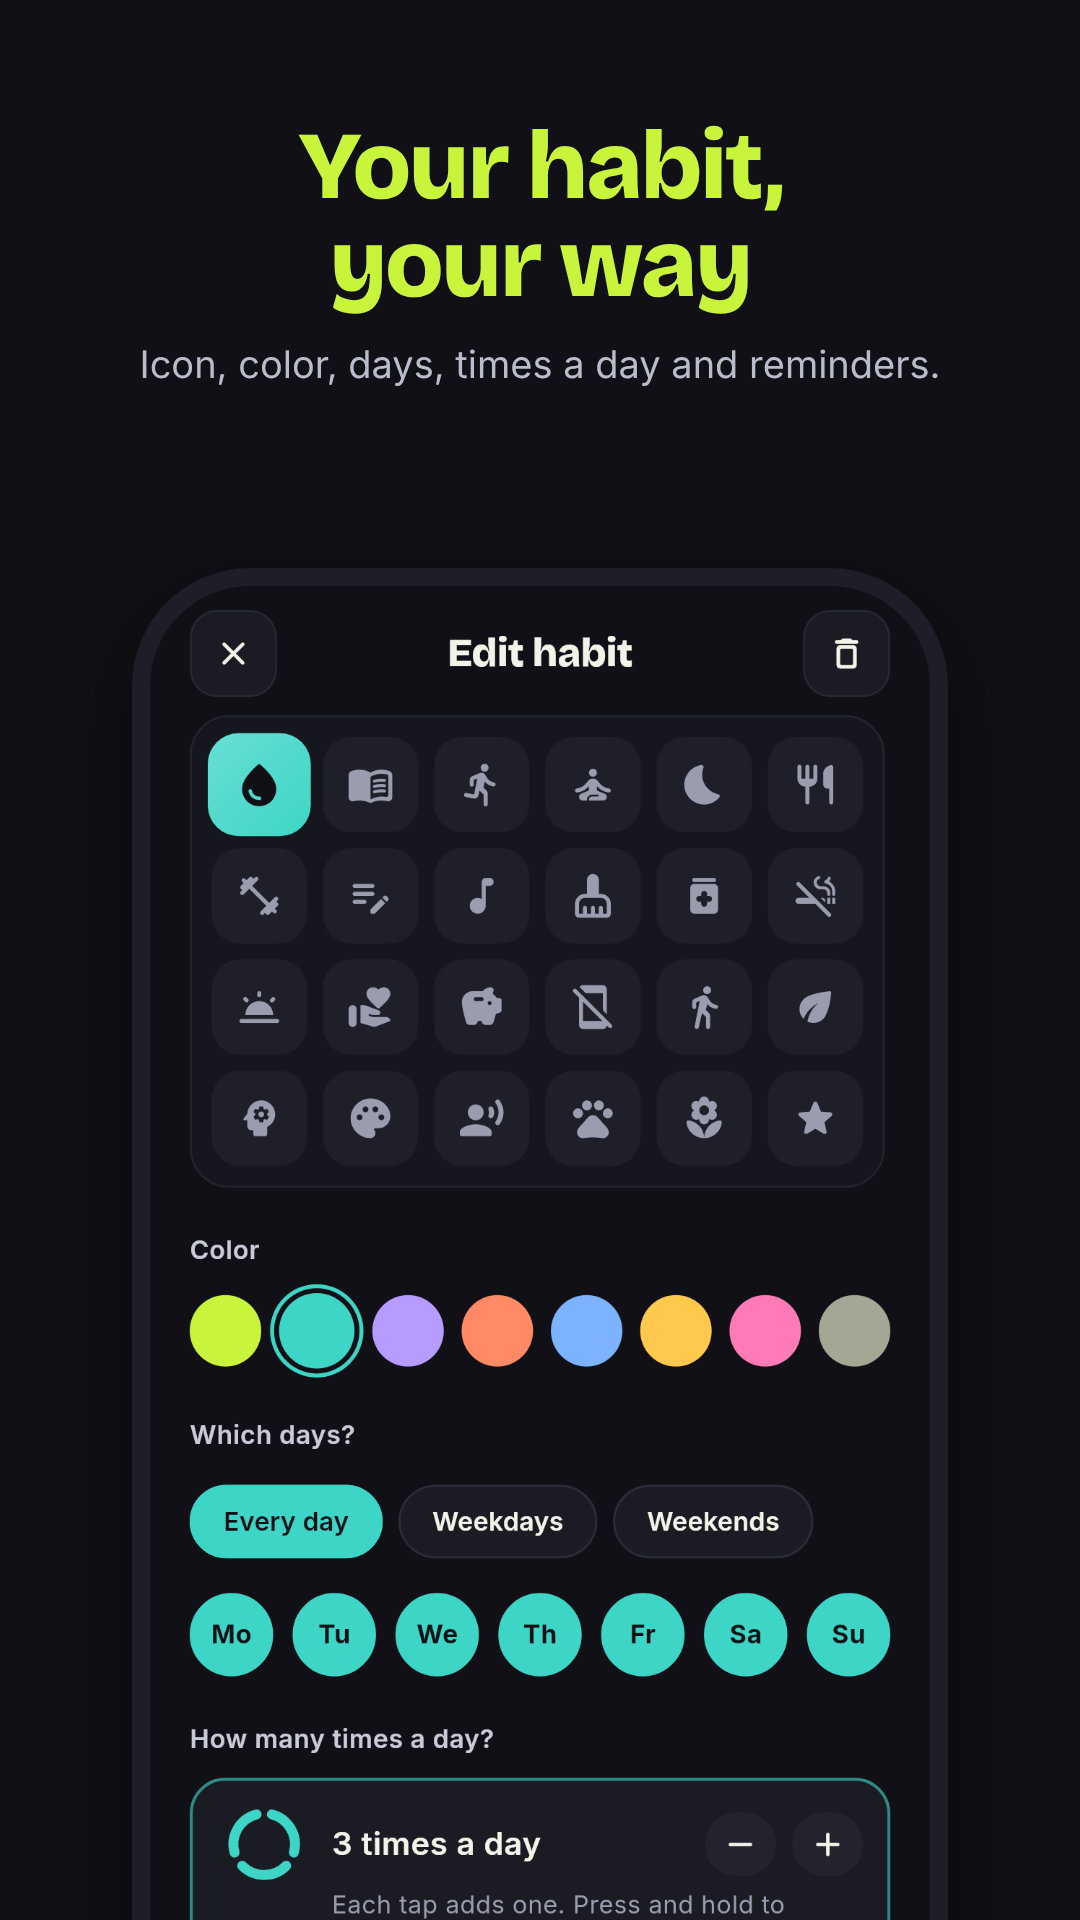 Your habit,
your way
Icon, color, days, times a day and reminders.
Edit habit
Color
Which days?
Every day Weekdays Weekends
Mo Tu We Th Fr Sa Su
How many times a day?
3 times a day
Each tap adds one. Press and hold to